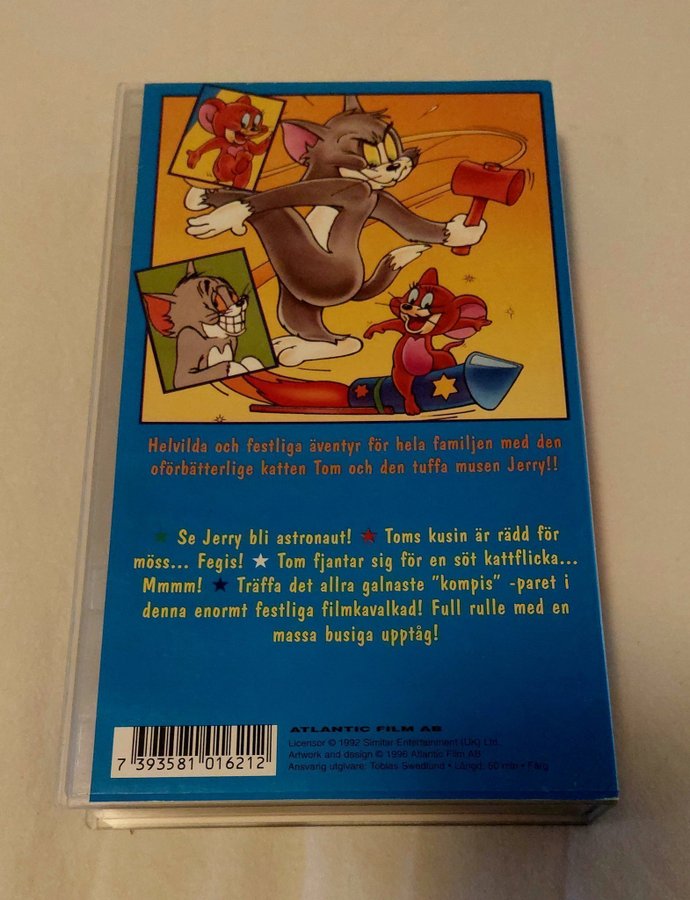 Helvilda och festliga äventyr för hela familjen med den
oförbätterlige katten Tom och den tuffa musen Jerry!!
Se Jerry bli astronaut! Toms kusin är rädd för
möss... Fegis! Tom fjantar sig för en söt kattflicka...
Mmmm! Träffa det allra galnaste "kompis" -paret i
denna enormt festliga filmkavalkad! Full rulle med en
massa busiga upptåg!
ATLANTIC FILM AB
Licensor © 1992 Similar Entertainment (UK) Ltd.
Artwork and design © 1996 Atlantic Film AB
Ansvarig utgivare: Tobias Swedlund • Längd: 50 min • Färg
7 393581 016212